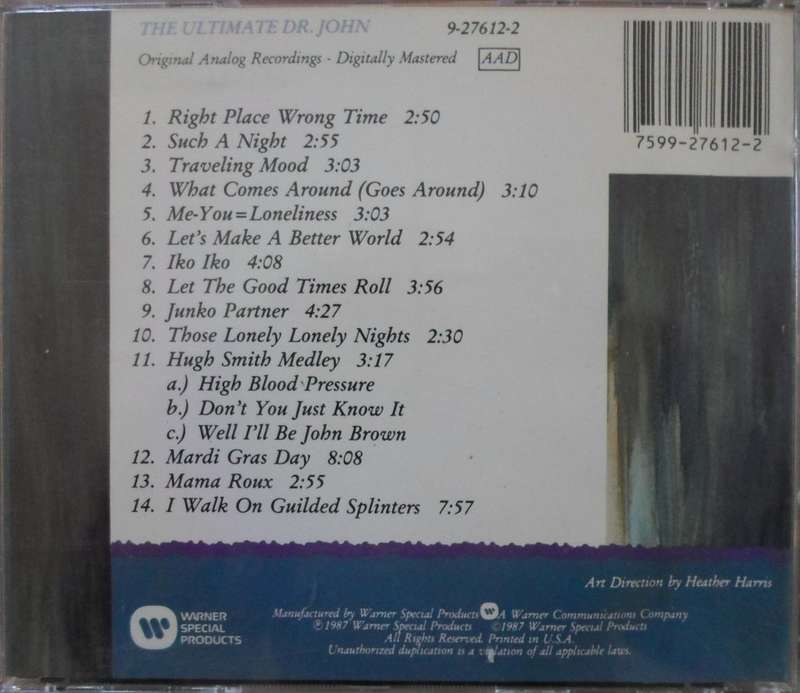 THE ULTIMATE DR. JOHN 9-27612-2
Original Analog Recordings - Digitally Mastered AAD
7599-27612-2
1. Right Place Wrong Time 2:50
2. Such A Night 2:55
3. Traveling Mood 3:03
4. What Comes Around (Goes Around) 3:10
5. Me-You=Loneliness 3:03
6. Let's Make A Better World 2:54
7. Iko Iko 4:08
8. Let The Good Times Roll 3:56
9. Junko Partner 4:27
10. Those Lonely Lonely Nights 2:30
11. Hugh Smith Medley 3:17
a.) High Blood Pressure
b.) Don't You Just Know It
c.) Well I'll Be John Brown
12. Mardi Gras Day 8:08
13. Mama Roux 2:55
14. I Walk On Guilded Splinters 7:57
Art Direction by Heather Harris
WARNER
SPECIAL
PRODUCTS
Manufactured by Warner Special Products A Warner Communications Company
℗1987 Warner Special Products ©1987 Warner Special Products
All Rights Reserved. Printed in U.S.A.
Unauthorized duplication is a violation of all applicable laws.